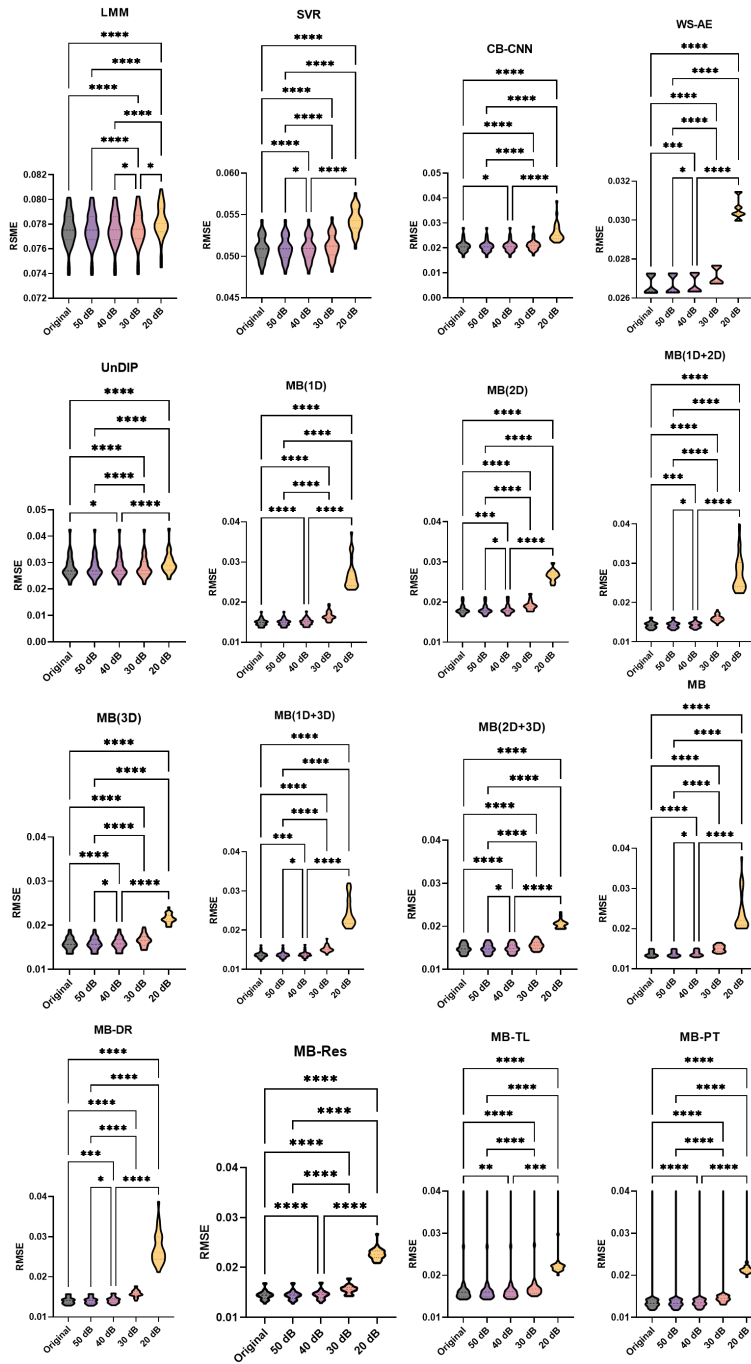 LMM
****
****
****
****
****
* *
0.082
0.080
0.078
0.076
0.074
0.072
RSME
Original
50 dB
40 dB
30 dB
20 dB
SVR
****
****
****
****
****
* ****
0.060
0.055
0.050
0.045
RMSE
Original
50 dB
40 dB
30 dB
20 dB
CB-CNN
****
****
****
****
* ****
0.05
0.04
0.03
0.02
0.01
0.00
RMSE
Original
50 dB
40 dB
30 dB
20 dB
WS-AE
****
****
****
****
***
* ****
0.032
0.030
0.028
0.026
RMSE
Original
50 dB
40 dB
30 dB
20 dB
UnDIP
****
****
****
****
* ****
0.05
0.04
0.03
0.02
0.01
0.00
RMSE
Original
50 dB
40 dB
30 dB
20 dB
MB(1D)
****
****
****
****
**** ****
0.04
0.03
0.02
0.01
RMSE
Original
50 dB
40 dB
30 dB
20 dB
MB(2D)
****
****
****
****
***
* ****
0.04
0.03
0.02
0.01
RMSE
Original
50 dB
40 dB
30 dB
20 dB
MB(1D+2D)
****
****
****
****
***
* ****
0.04
0.03
0.02
0.01
RMSE
Original
50 dB
40 dB
30 dB
20 dB
MB(3D)
****
****
****
****
****
* ****
0.04
0.03
0.02
0.01
RMSE
Original
50 dB
40 dB
30 dB
20 dB
MB(1D+3D)
****
****
****
****
***
* ****
0.04
0.03
0.02
0.01
RMSE
Original
50 dB
40 dB
30 dB
20 dB
MB(2D+3D)
****
****
****
****
****
* ****
0.04
0.03
0.02
0.01
RMSE
Original
50 dB
40 dB
30 dB
20 dB
MB
****
****
****
****
****
* ****
0.04
0.03
0.02
0.01
RMSE
Original
50 dB
40 dB
30 dB
20 dB
MB-DR
****
****
****
****
***
* ****
0.04
0.03
0.02
0.01
RMSE
Original
50 dB
40 dB
30 dB
20 dB
MB-Res
****
****
****
****
**** ****
0.04
0.03
0.02
0.01
RMSE
Original
50 dB
40 dB
30 dB
20 dB
MB-TL
****
****
****
****
** ***
0.04
0.03
0.02
0.01
RMSE
Original
50 dB
40 dB
30 dB
20 dB
MB-PT
****
****
****
****
**** ****
0.04
0.03
0.02
0.01
RMSE
Original
50 dB
40 dB
30 dB
20 dB